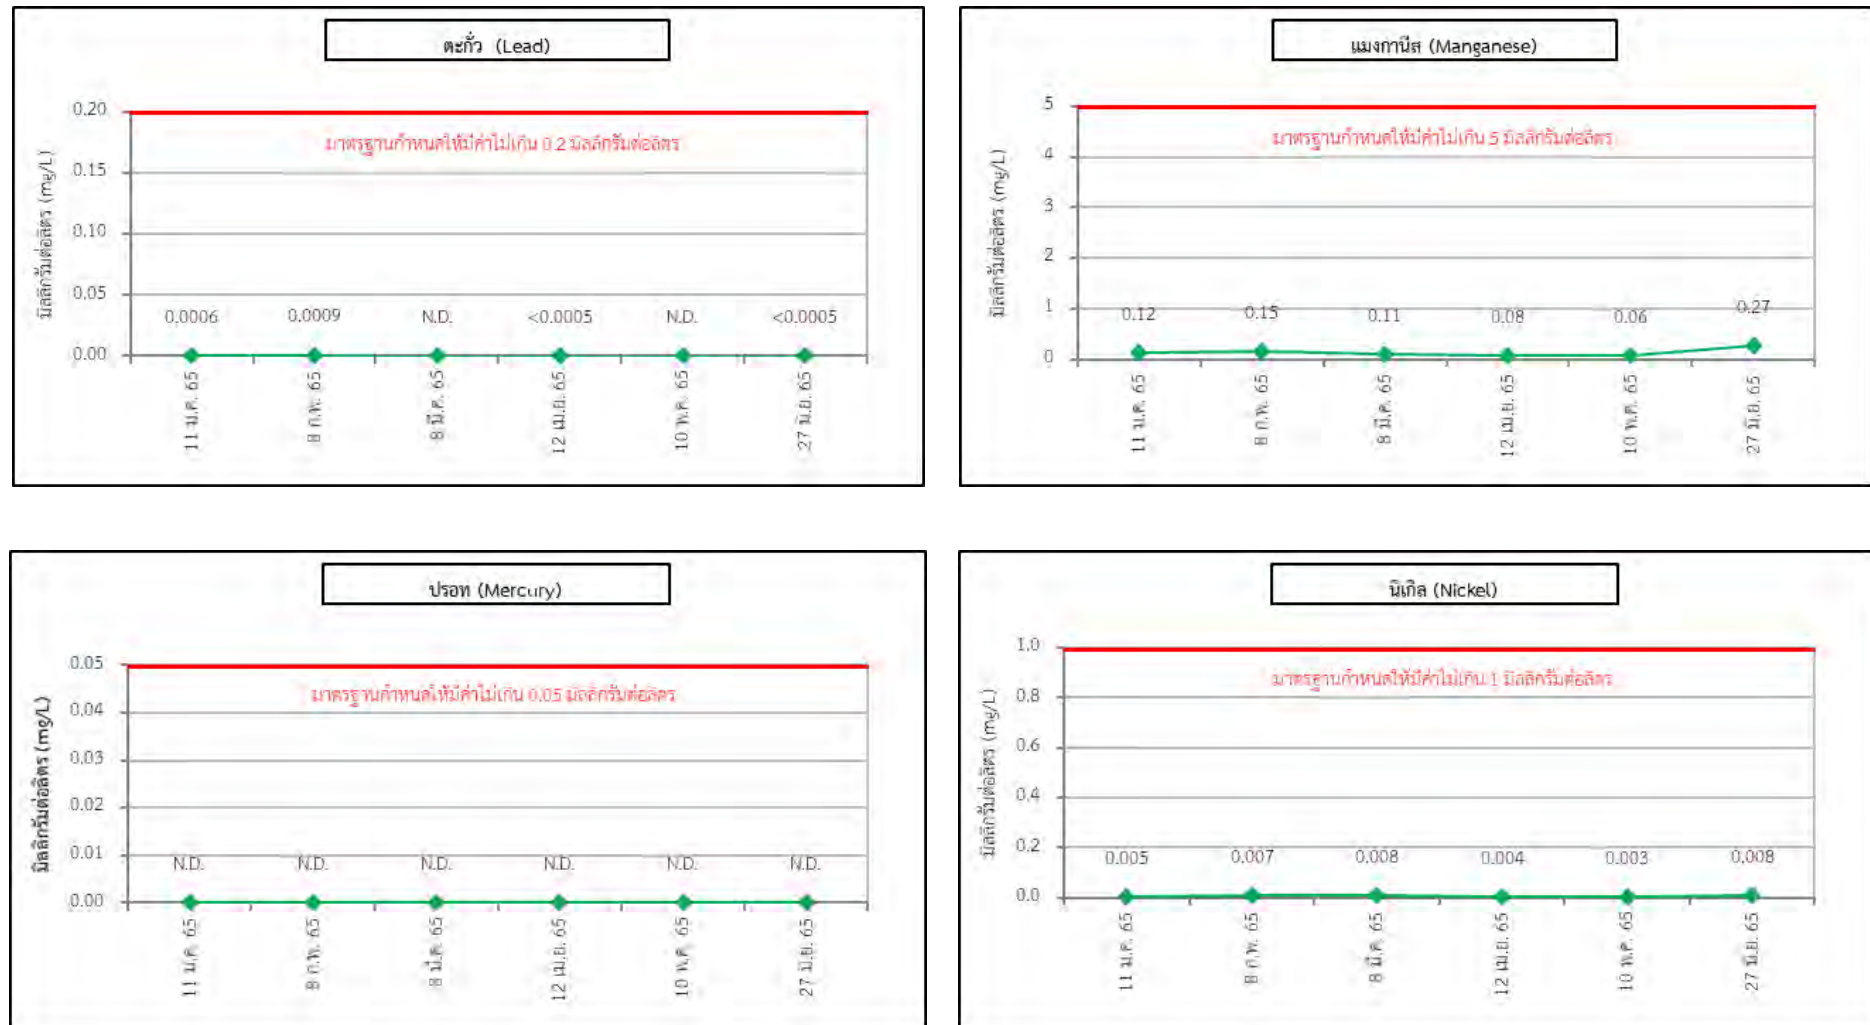 ตะกั่ว (Lead)
มิลลิกรัมต่อลิตร (mg/L)
0.20
0.15
0.10
0.05
0.00
มาตรฐานกำหนดให้มีค่าไม่เกิน 0.2 มิลลิกรัมต่อลิตร
0.0006 0.0009 N.D. <0.0005 N.D. <0.0005
11 ม.ค. 65
8 ก.พ. 65
8 มี.ค. 65
12 เม.ย. 65
10 พ.ค. 65
27 มิ.ย. 65
แมงกานีส (Manganese)
มิลลิกรัมต่อลิตร (mg/L)
5
4
3
2
1
0
มาตรฐานกำหนดให้มีค่าไม่เกิน 5 มิลลิกรัมต่อลิตร
0.12 0.15 0.11 0.08 0.06 0.27
11 ม.ค. 65
8 ก.พ. 65
8 มี.ค. 65
12 เม.ย. 65
10 พ.ค. 65
27 มิ.ย. 65
ปรอท (Mercury)
มิลลิกรัมต่อลิตร (mg/L)
0.05
0.04
0.03
0.02
0.01
0.00
มาตรฐานกำหนดให้มีค่าไม่เกิน 0.05 มิลลิกรัมต่อลิตร
N.D. N.D. N.D. N.D. N.D. N.D.
11 ม.ค. 65
8 ก.พ. 65
8 มี.ค. 65
12 เม.ย. 65
10 พ.ค. 65
27 มิ.ย. 65
นิเกิล (Nickel)
มิลลิกรัมต่อลิตร (mg/L)
1.0
0.8
0.6
0.4
0.2
0.0
มาตรฐานกำหนดให้มีค่าไม่เกิน 1 มิลลิกรัมต่อลิตร
0.005 0.007 0.008 0.004 0.003 0.008
11 ม.ค. 65
8 ก.พ. 65
8 มี.ค. 65
12 เม.ย. 65
10 พ.ค. 65
27 มิ.ย. 65